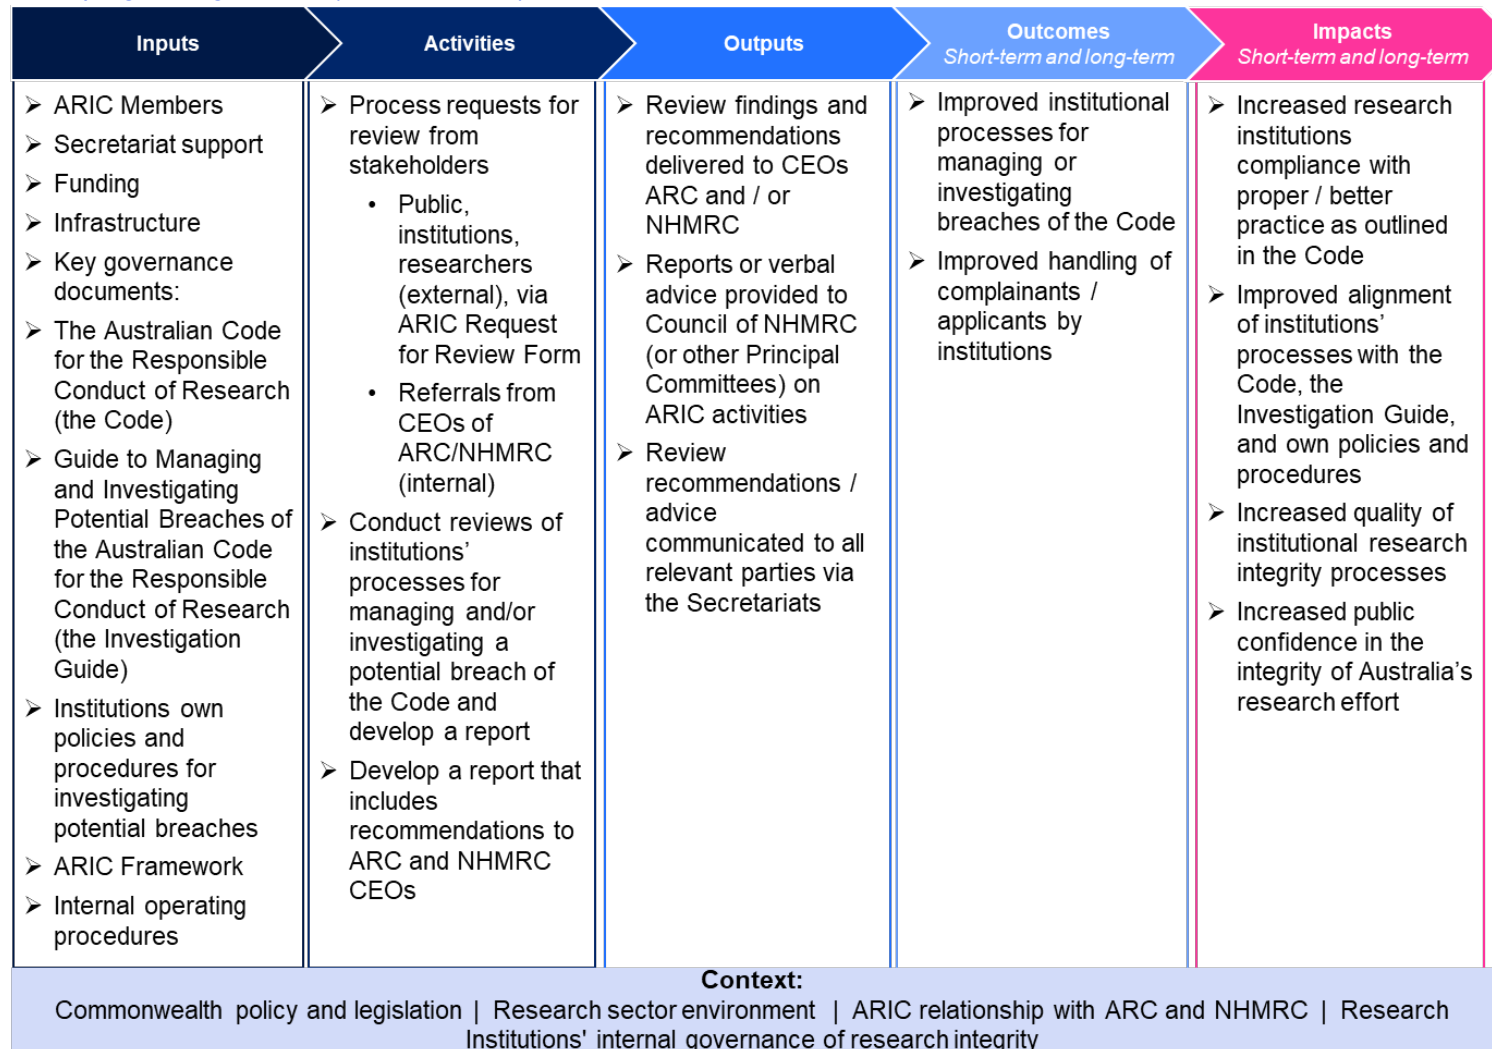 Inputs
Activities
Outputs
Outcomes
Short-term and long-term
Impacts
Short-term and long-term
➢ ARIC Members
➢ Secretariat support
➢ Funding
➢ Infrastructure
➢ Key governance
documents:
➢ The Australian Code
for the Responsible
Conduct of Research
(the Code)
➢ Guide to Managing
and Investigating
Potential Breaches of
the Australian Code
for the Responsible
Conduct of Research
(the Investigation
Guide)
➢ Institutions own
policies and
procedures for
investigating
potential breaches
➢ ARIC Framework
➢ Internal operating
procedures
➢ Process requests for
review from
stakeholders
• Public,
institutions,
researchers
(external), via
ARIC Request
for Review Form
• Referrals from
CEOs of
ARC/NHMRC
(internal)
➢ Conduct reviews of
institutions’
processes for
managing and/or
investigating a
potential breach of
the Code and
develop a report
➢ Develop a report that
includes
recommendations to
ARC and NHMRC
CEOs
➢ Review findings and
recommendations
delivered to CEOs
ARC and / or
NHMRC
➢ Reports or verbal
advice provided to
Council of NHMRC
(or other Principal
Committees) on
ARIC activities
➢ Review
recommendations /
advice
communicated to all
relevant parties via
the Secretariats
➢ Improved institutional
processes for
managing or
investigating
breaches of the Code
➢ Improved handling of
complainants /
applicants by
institutions
➢ Increased research
institutions
compliance with
proper / better
practice as outlined
in the Code
➢ Improved alignment
of institutions’
processes with the
Code, the
Investigation Guide,
and own policies and
procedures
➢ Increased quality of
institutional research
integrity processes
➢ Increased public
confidence in the
integrity of Australia’s
research effort
Context:
Commonwealth policy and legislation | Research sector environment | ARIC relationship with ARC and NHMRC | Research
Institutions' internal governance of research integrity